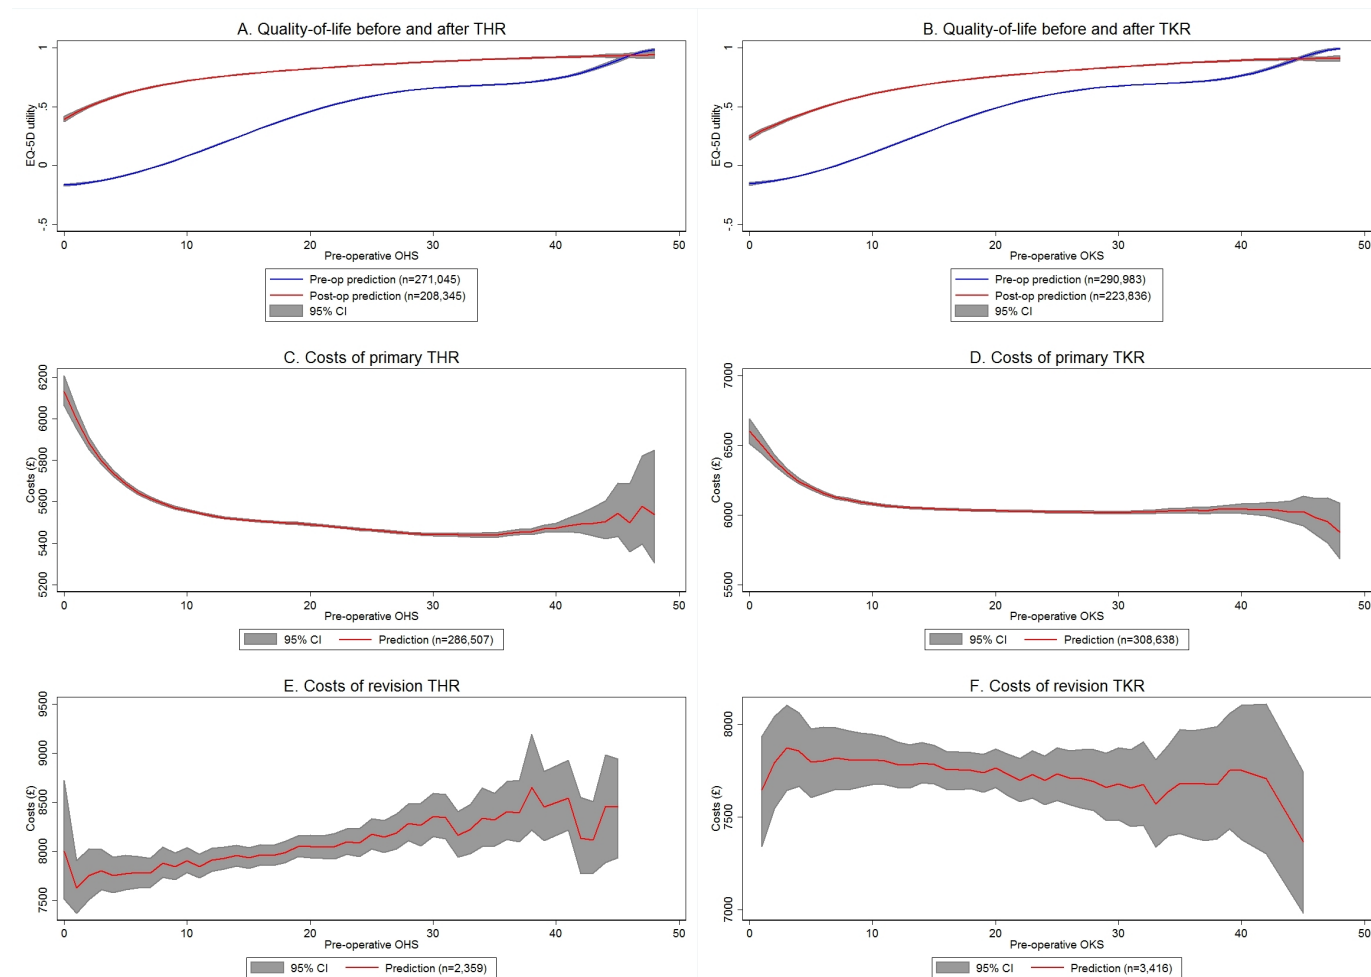 A. Quality-of-life before and after THR
EQ-5D utility
1
.5
0
-.5
0 10 20 30 40 50
Pre-operative OHS
Pre-op prediction (n=271,045)
Post-op prediction (n=208,345)
95% CI
B. Quality-of-life before and after TKR
EQ-5D utility
1
.5
0
-.5
0 10 20 30 40 50
Pre-operative OKS
Pre-op prediction (n=290,983)
Post-op prediction (n=223,836)
95% CI
C. Costs of primary THR
Costs (£)
6200
6000
5800
5600
5400
5200
0 10 20 30 40 50
Pre-operative OHS
95% CI Prediction (n=286,507)
D. Costs of primary TKR
Costs (£)
7000
6500
6000
5500
0 10 20 30 40 50
Pre-operative OKS
95% CI Prediction (n=308,638)
E. Costs of revision THR
Costs (£)
9500
9000
8500
8000
7500
0 10 20 30 40 50
Pre-operative OHS
95% CI Prediction (n=2,359)
F. Costs of revision TKR
Costs (£)
8000
7500
7000
0 10 20 30 40 50
Pre-operative OKS
95% CI Prediction (n=3,416)